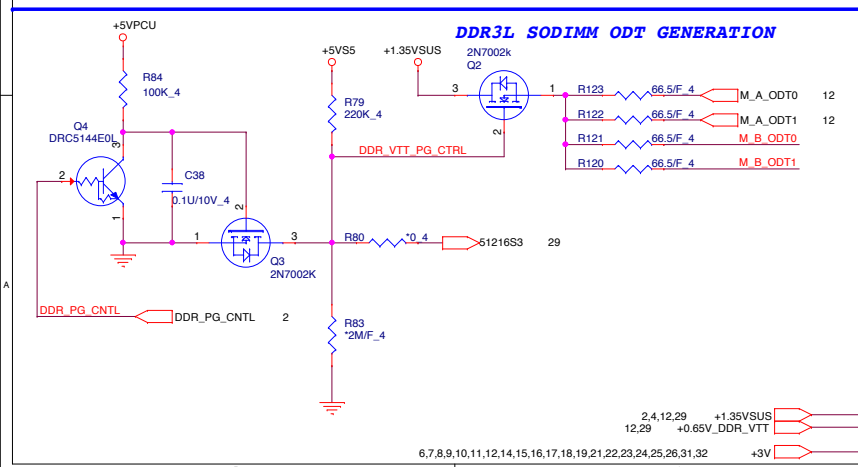 DDR3L SODIMM ODT GENERATION
+5VPCU
+5VS5
+1.35VSUS
2N7002k
Q2
R84
100K_4
R79
220K_4
3
1
2
R123
66.5/F_4
M_A_ODT0
12
R122
66.5/F_4
M_A_ODT1
12
R121
66.5/F_4
M_B_ODT0
R120
66.5/F_4
M_B_ODT1
Q4
DRC5144E0L
3
2
1
DDR_VTT_PG_CTRL
C38
0.1U/10V_4
2
1
3
Q3
2N7002K
R80
*0_4
51216S3
29
A
DDR_PG_CNTL
DDR_PG_CNTL
2
R83
*2M/F_4
2,4,12,29
+1.35VSUS
12,29
+0.65V_DDR_VTT
6,7,8,9,10,11,12,14,15,16,17,18,19,21,22,23,24,25,26,31,32
+3V